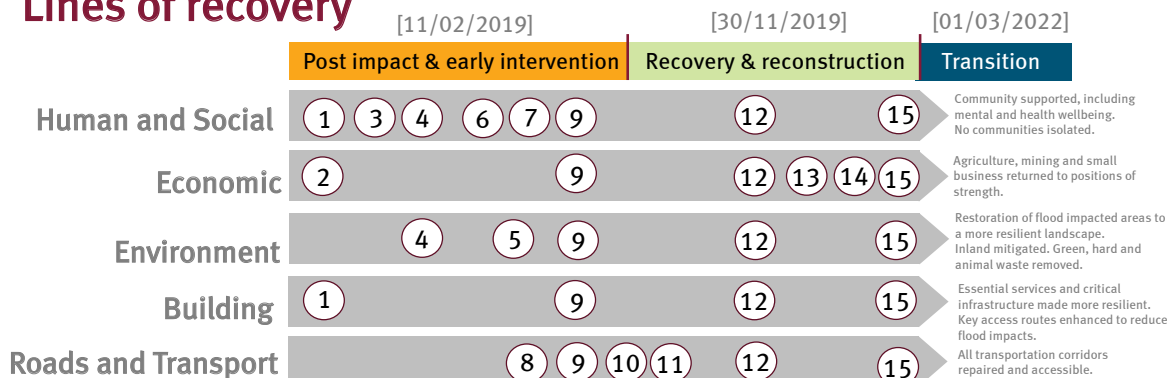 Lines of recovery
[11/02/2019] [30/11/2019] [01/03/2022]
Post impact & early intervention Recovery & reconstruction Transition
Human and Social 1 3 4 6 7 9 12 15
Community supported, including
mental and health wellbeing.
No communities isolated.
Economic 2 9 12 13 14 15
Agriculture, mining and small
business returned to positions of
strength.
Environment 4 5 9 12 15
Restoration of flood impacted areas to
a more resilient landscape.
Inland mitigated. Green, hard and
animal waste removed.
Building 1 9 12 15
Essential services and critical
infrastructure made more resilient.
Key access routes enhanced to reduce
flood impacts.
Roads and Transport 8 9 10 11 12 15
All transportation corridors
repaired and accessible.